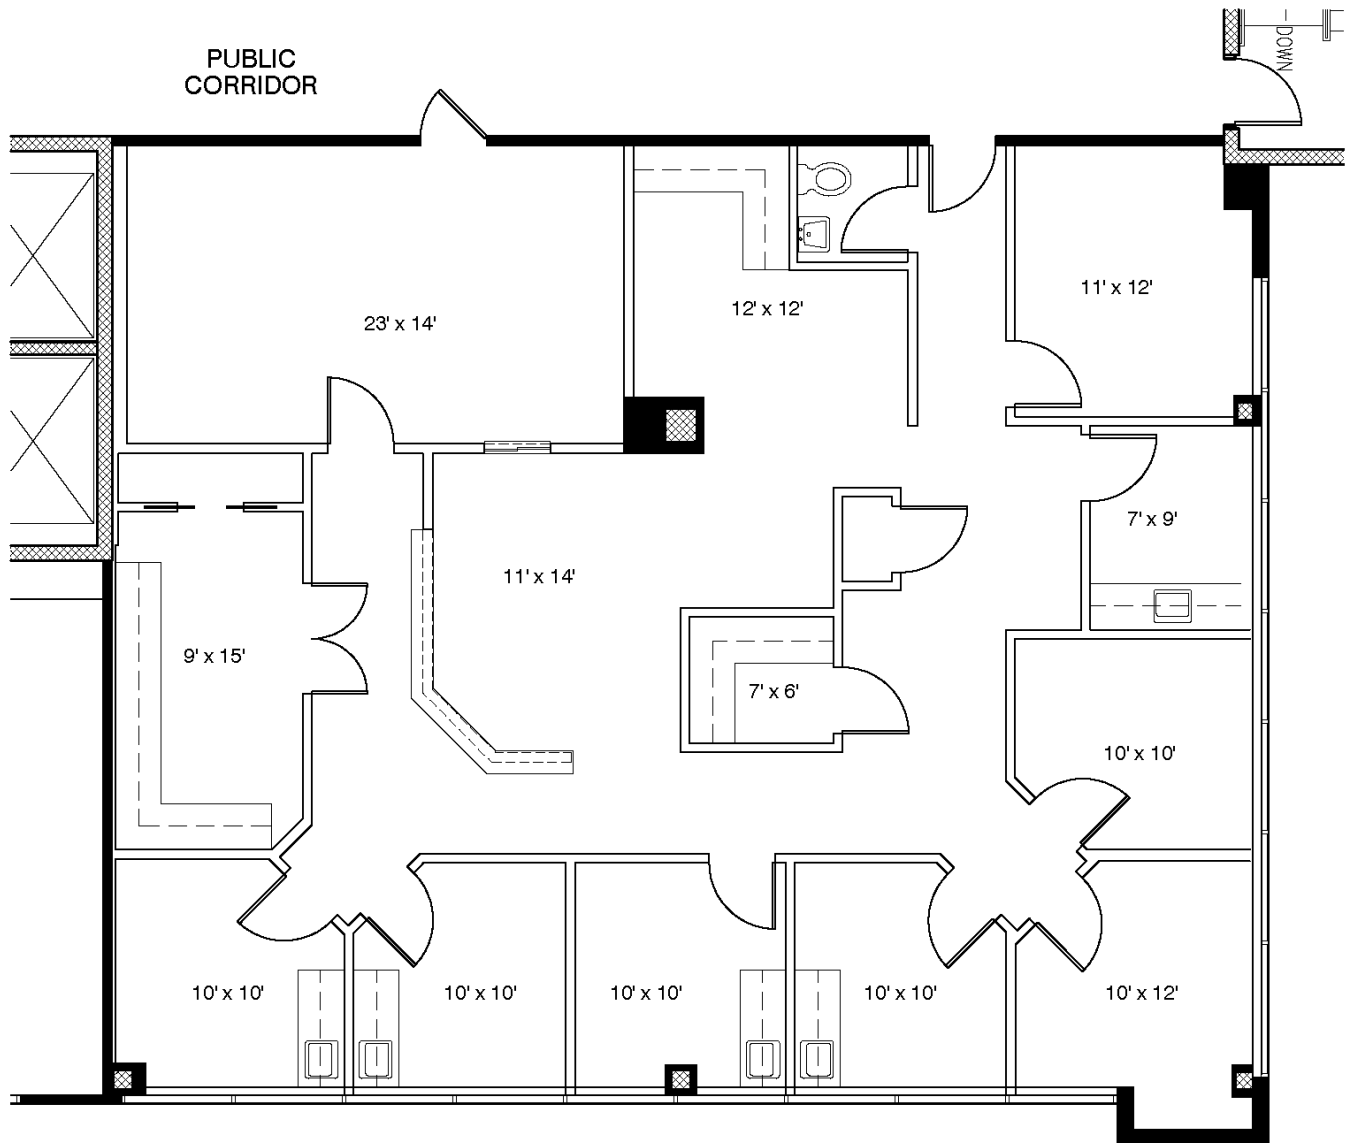 PUBLIC
CORRIDOR
DOWN
11' x 12'
12' x 12'
23' x 14'
7' x 9'
11' x 14'
9' x 15'
7' x 6'
10' x 10'
10' x 10'
10' x 10'
10' x 10'
10' x 10'
10' x 12'